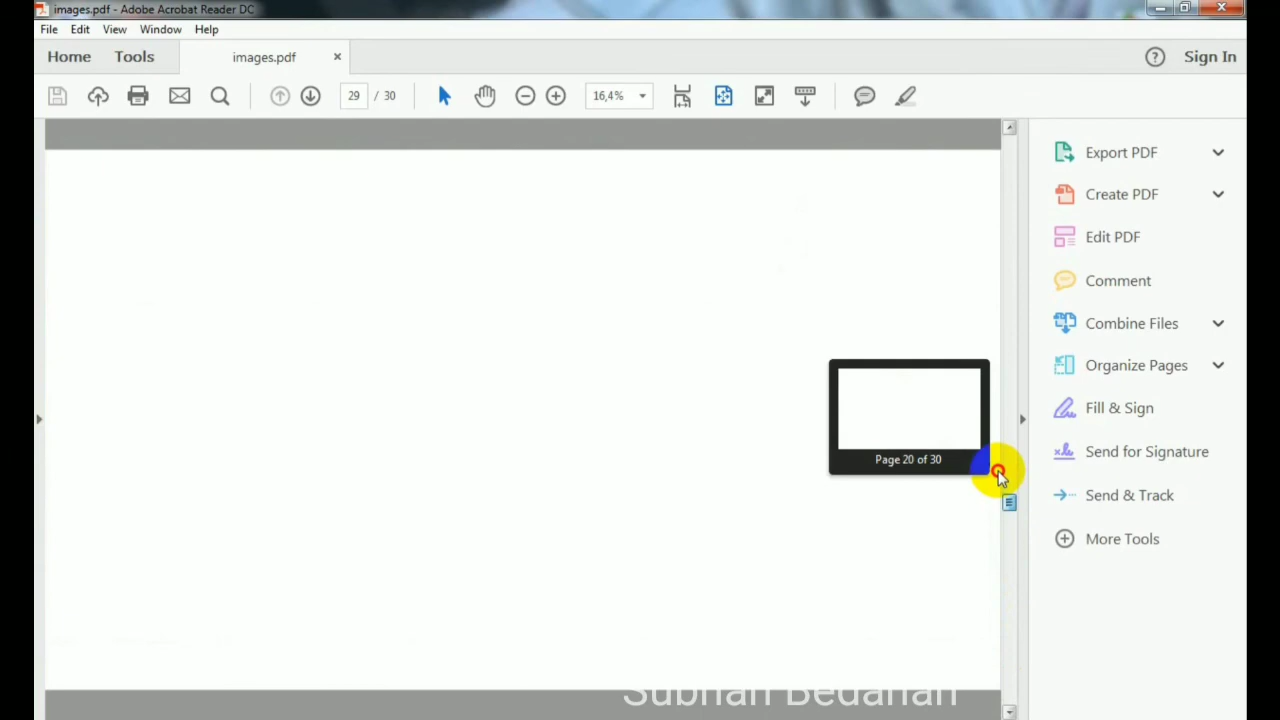 images.pdf - Adobe Acrobat Reader DC
File Edit View Window Help
Home Tools images.pdf × ? Sign In
29 / 30 16,4%
Export PDF
Create PDF
Edit PDF
Comment
Combine Files
Organize Pages
Fill & Sign
Page 20 of 30
Send for Signature
Send & Track
More Tools